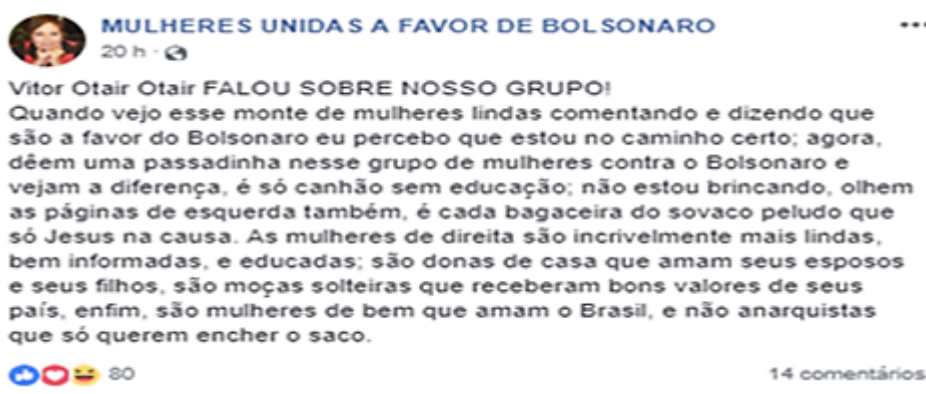 MULHERES UNIDAS A FAVOR DE BOLSONARO
20 h ·
Vitor Otair Otair FALOU SOBRE NOSSO GRUPO!
Quando vejo esse monte de mulheres lindas comentando e dizendo que
são a favor do Bolsonaro eu percebo que estou no caminho certo; agora,
dêem uma passadinha nesse grupo de mulheres contra o Bolsonaro e
vejam a diferença, é só canhão sem educação; não estou brincando, olhem
as páginas de esquerda também, é cada bagaceira do sovaco peludo que
só Jesus na causa. As mulheres de direita são incrivelmente mais lindas,
bem informadas, e educadas; são donas de casa que amam seus esposos
e seus filhos, são moças solteiras que receberam bons valores de seus
país, enfim, são mulheres de bem que amam o Brasil, e não anarquistas
que só querem encher o saco.
80
14 comentários